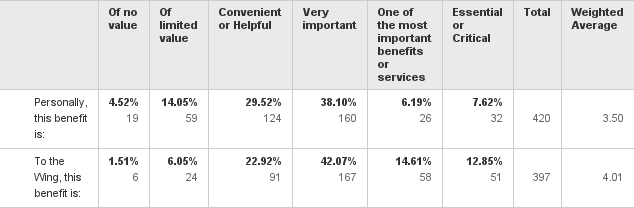 Of no value Of limited value Convenient or Helpful Very important One of the most important benefits or services Essential or Critical Total Weighted Average
Personally, this benefit is: 4.52% 19 14.05% 59 29.52% 124 38.10% 160 6.19% 26 7.62% 32 420 3.50
To the Wing, this benefit is: 1.51% 6 6.05% 24 22.92% 91 42.07% 167 14.61% 58 12.85% 51 397 4.01